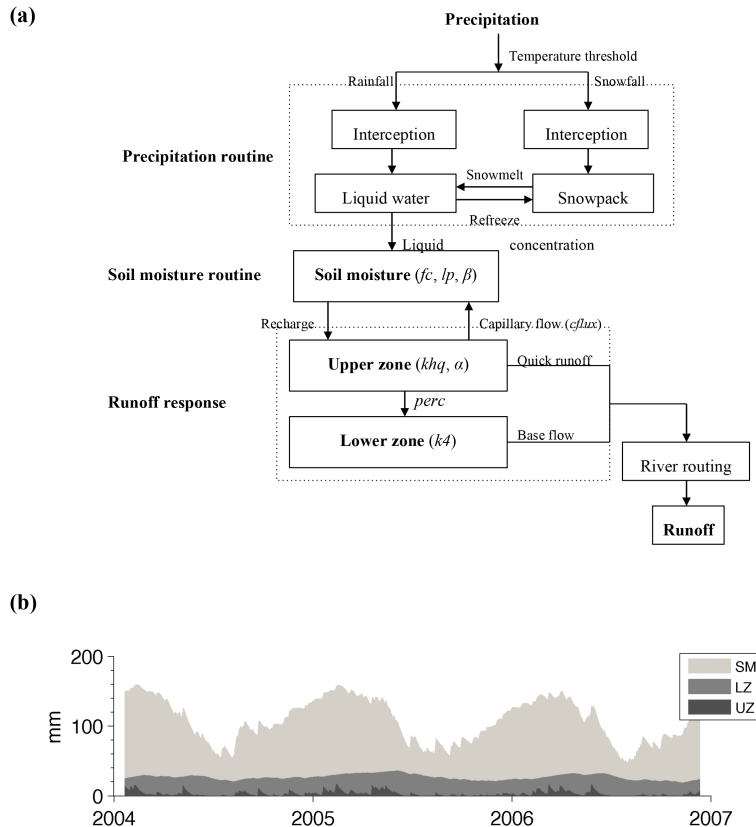 (a)
Precipitation
Temperature threshold
Rainfall
Snowfall
Interception
Interception
Precipitation routine
Snowmelt
Liquid water
Snowpack
Refreeze
Liquid concentration
Soil moisture routine
Soil moisture (fc, lp, β)
Recharge
Capillary flow (cflux)
Upper zone (khq, α)
Quick runoff
Runoff response
perc
Lower zone (k4)
Base flow
River routing
Runoff
(b)
200
SM
LZ
mm
100
UZ
0
2004
2005
2006
2007